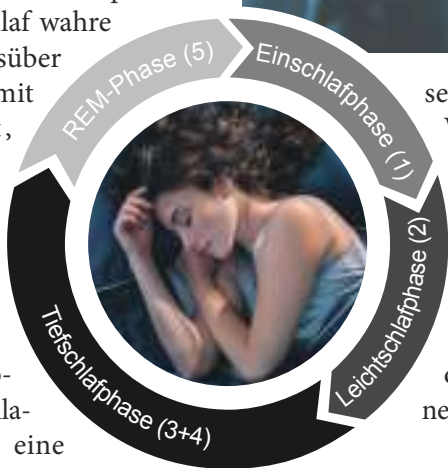 laf wahre
süber
mit
REM-Phase (5)
Einschlafphase (1)
Leichtschlafphase (2)
Tiefschlafphase (3+4)
la-
eine
se
ne